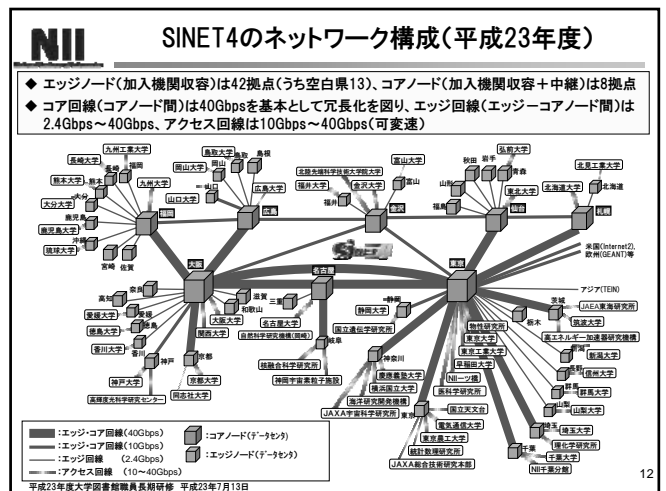 NII
SINET4のネットワーク構成(平成23年度)
◆ エッジノード(加入機関収容)は42拠点(うち空白県13)、コアノード(加入機関収容+中継)は8拠点
◆ コア回線(コアノード間)は40Gbpsを基本として冗長化を図り、エッジ回線(エッジーコアノード間)は
2.4Gbps~40Gbps、アクセス回線は10Gbps~40Gbps(可変速)
九州工業大学
長崎大学
長崎
福岡
熊本大学
熊本
大分
大分大学
鹿児島
鹿児島大学
沖縄
琉球大学
宮崎
佐賀
九州大学
福岡
鳥取大学
鳥取
島根
岡山
岡山大学
山口
山口大学
広島大学
広島
北陸先端科学技術大学院大学
福井大学
金沢大学
福井
富山大学
富山
金沢
弘前大学
秋田
岩手
青森
山形
東北大学
福島
仙台
北見工業大学
北海道大学
北海道
札幌
米国(Internet2)、
欧州(GEANT)等
アジア(TEIN)
大阪
名古屋
東京
奈良
高知
愛媛大学
愛媛
徳島大学
徳島
香川大学
香川
神戸
神戸大学
高輝度光科学研究センター
滋賀
和歌山
大阪大学
関西大学
京都
京都大学
同志社大学
三重
名古屋大学
自然科学研究機構(岡崎)
岐阜
核融合科学研究所
神岡宇宙素粒子施設
静岡
静岡大学
国立遺伝学研究所
神奈川
慶應義塾大学
横浜国立大学
海洋研究開発機構
JAXA宇宙科学研究所
物性研究所
東京大学
東京工業大学
早稲田大学
NII一ツ橋
医科学研究所
東京
国立天文台
電気通信大学
東京農工大学
統計数理研究所
JAXA総合技術研究本部
茨城
JAEA東海研究所
筑波大学
高エネルギー加速器研究機構
栃木
新潟
新潟大学
長野
信州大学
群馬
群馬大学
山梨
山梨大学
埼玉
埼玉大学
理化学研究所
千葉
千葉大学
NII千葉分館
:エッジ・コア回線(40Gbps)
:エッジ・コア回線(10Gbps)
:エッジ回線 (2.4Gbps)
:アクセス回線 (10~40Gbps)
:コアノード(データセンタ)
:エッジノード(データセンタ)
平成23年度大学図書館職員長期研修 平成23年7月13日
12